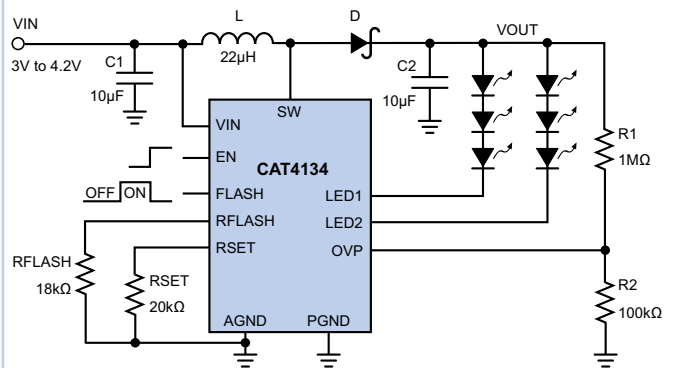 VIN
3V to 4.2V
C1
10µF
L
22µH
D
C2
10µF
VOUT
R1
1MΩ
SW
VIN
EN
CAT4134
OFF ON
FLASH
LED1
RFLASH
LED2
RSET
OVP
RFLASH
18kΩ
RSET
20kΩ
R2
100kΩ
AGND
PGND